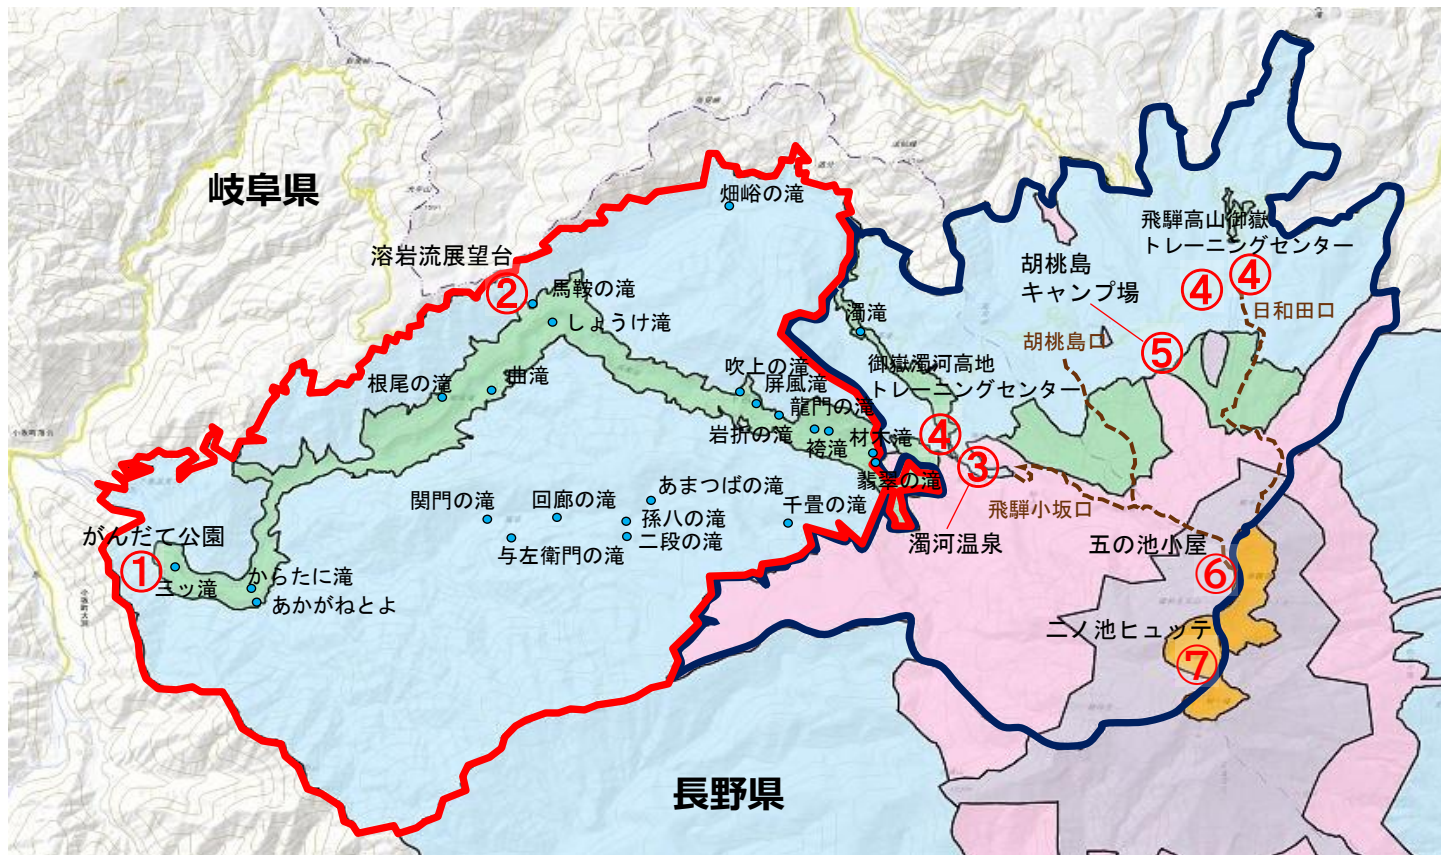 岐阜県
畑峪の滝
溶岩流展望台
②
馬鞍の滝
しょうけ滝
根尾の滝
曲滝
吹上の滝
屏風滝
龍門の滝
岩折の滝
袴滝
材木滝
翡翠の滝
あまつばの滝
関門の滝
回廊の滝
孫八の滝
千畳の滝
与左衛門の滝
二段の滝
がんだて公園
①
三ッ滝
からたに滝
あかがねとよ
濁滝
御嶽濁河高地
トレーニングセンター
④
③
濁河温泉
飛騨小坂口
胡桃島
キャンプ場
⑤
胡桃島口
飛騨高山御嶽
トレーニングセンター
④
④
日和田口
五の池小屋
⑥
二ノ池ヒュッテ
⑦
長野県